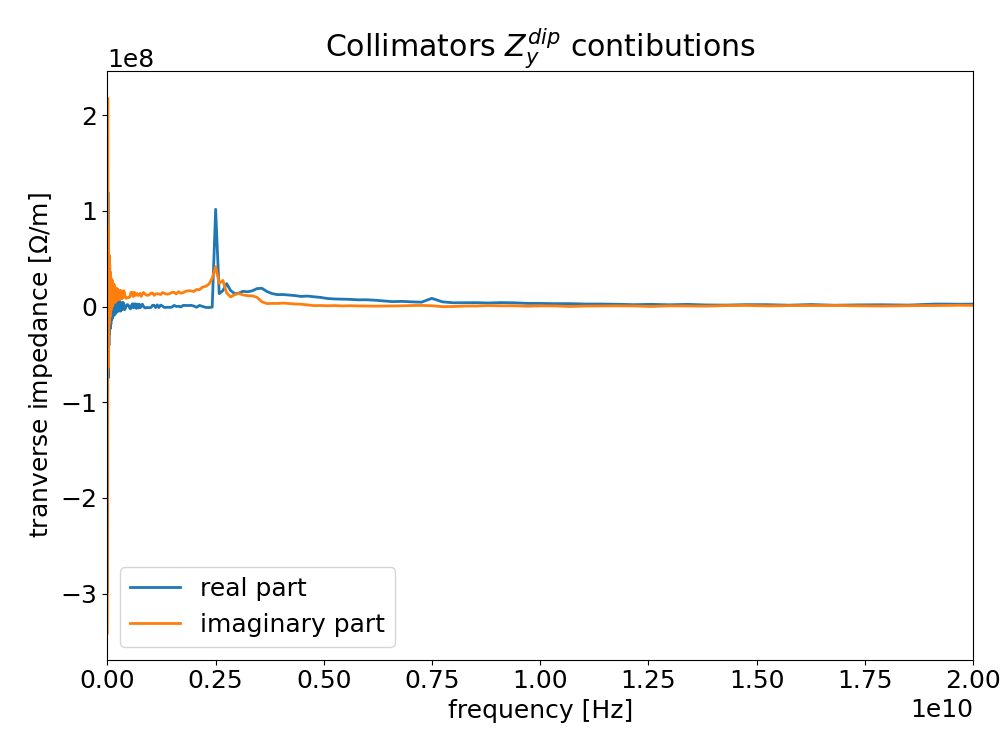 Collimators $Z_y^{dip}$ contibutions
1e8
2
1
0
−1
−2
−3
tranverse impedance [Ω/m]
real part
imaginary part
0.00 0.25 0.50 0.75 1.00 1.25 1.50 1.75 2.00
frequency [Hz]
1e10